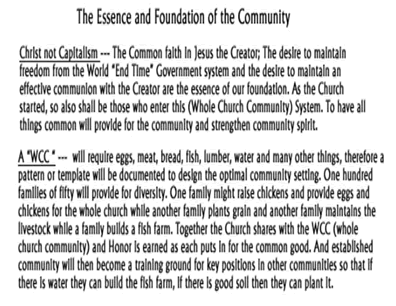 The Essence and Foundation of the Community
Christ not Capitalism --- The Common faith in Jesus the Creator; The desire to maintain
freedom from the World "End Time" Government system and the desire to maintain an
effective communion with the Creator are the essence of our foundation. As the Church
started, so also shall be those who enter this (Whole Church Community) System. To have all
things common will provide for the community and strengthen community spirit.
A "WCC" --- will require eggs, meat, bread, fish, lumber, water and many other things, therefore a
pattern or template will be documented to design the optimal community setting. One hundred
families of fifty will provide for diversity. One family might raise chickens and provide eggs and
chickens for the whole church while another family plants grain and another family maintains the
livestock while a family builds a fish farm. Together the Church shares with the WCC (whole
church community) and Honor is earned as each puts in for the common good. And established
community will then become a training ground for key positions in other communities so that if
there is water they can build the fish farm, if there is good soil then they can plant it.